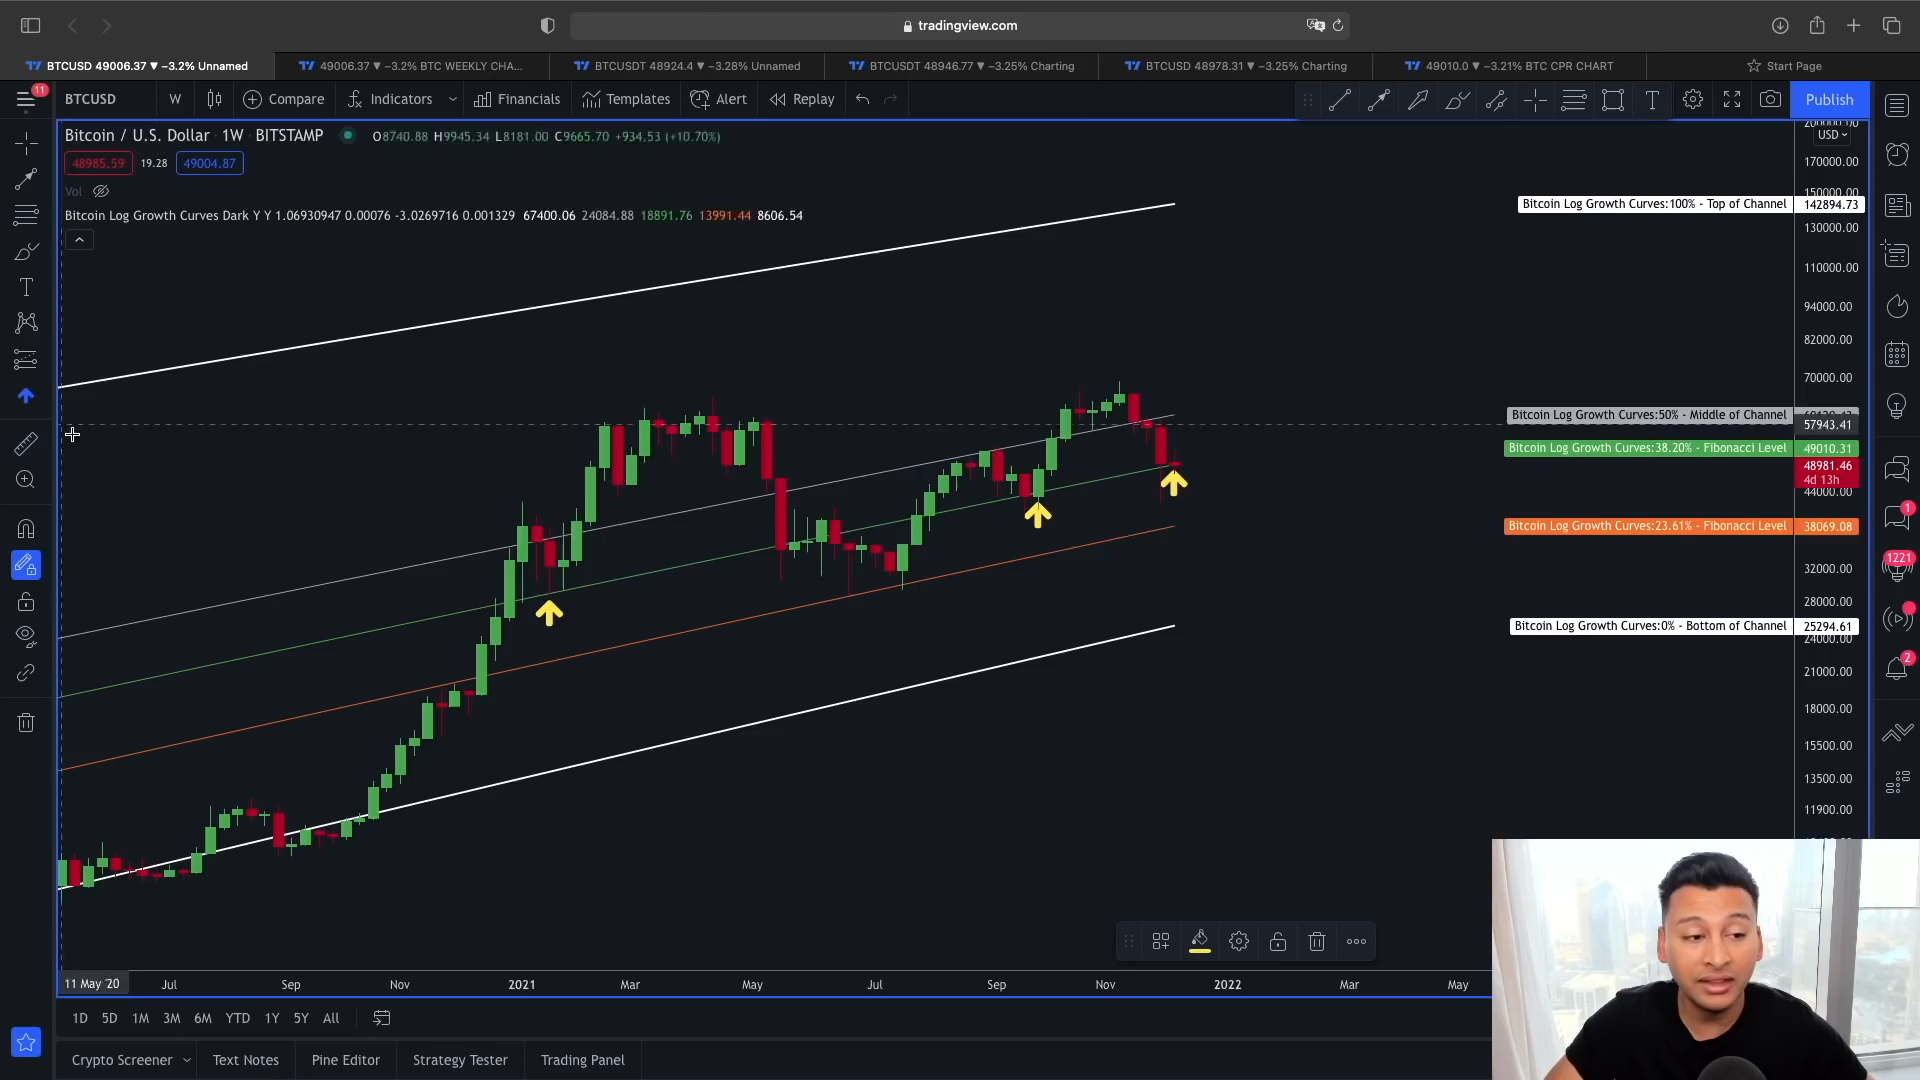 tradingview.com
BTCUSD 49006.37 ▼ −3.2% Unnamed
49006.37 ▼ −3.2% BTC WEEKLY CHA...
BTCUSDT 48924.4 ▼ −3.28% Unnamed
BTCUSDT 48946.77 ▼ −3.25% Charting
BTCUSD 48978.31 ▼ −3.25% Charting
49010.0 ▼ −3.21% BTC CPR CHART
Start Page
11
BTCUSD
W
Compare
Indicators
Financials
Templates
Alert
Replay
T
Publish
Bitcoin / U.S. Dollar · 1W · BITSTAMP
O8740.88 H9945.34 L8181.00 C9665.70 +934.53 (+10.70%)
48985.59
19.28
49004.87
Vol
Bitcoin Log Growth Curves Dark Y Y 1.06930947 0.00076 -3.0269716 0.001329 67400.06 24084.88 18891.76 13991.44 8606.54
200000.00
USD
170000.00
150000.00
Bitcoin Log Growth Curves:100% - Top of Channel
142894.73
130000.00
110000.00
94000.00
82000.00
70000.00
Bitcoin Log Growth Curves:50% - Middle of Channel
57943.41
Bitcoin Log Growth Curves:38.20% - Fibonacci Level
49010.31
48981.46
4d 13h
44000.00
Bitcoin Log Growth Curves:23.61% - Fibonacci Level
38069.08
32000.00
28000.00
Bitcoin Log Growth Curves:0% - Bottom of Channel
25294.61
24000.00
21000.00
18000.00
15500.00
13500.00
11900.00
T
1
1221
2
11 May '20
Jul
Sep
Nov
2021
Mar
May
Jul
Sep
Nov
2022
Mar
May
1D
5D
1M
3M
6M
YTD
1Y
5Y
All
Crypto Screener
Text Notes
Pine Editor
Strategy Tester
Trading Panel